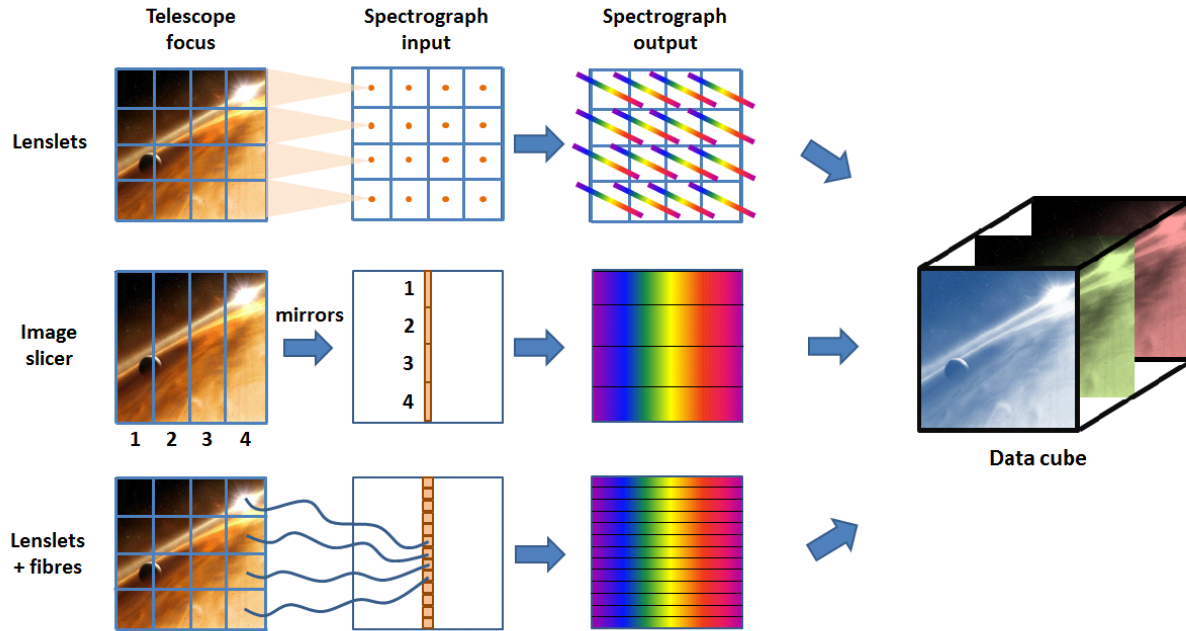 Telescope
focus
Spectrograph
input
Spectrograph
output
Lenslets
Image
slicer
mirrors
1
2
3
4
1 2 3 4
Data cube
Lenslets
+ fibres